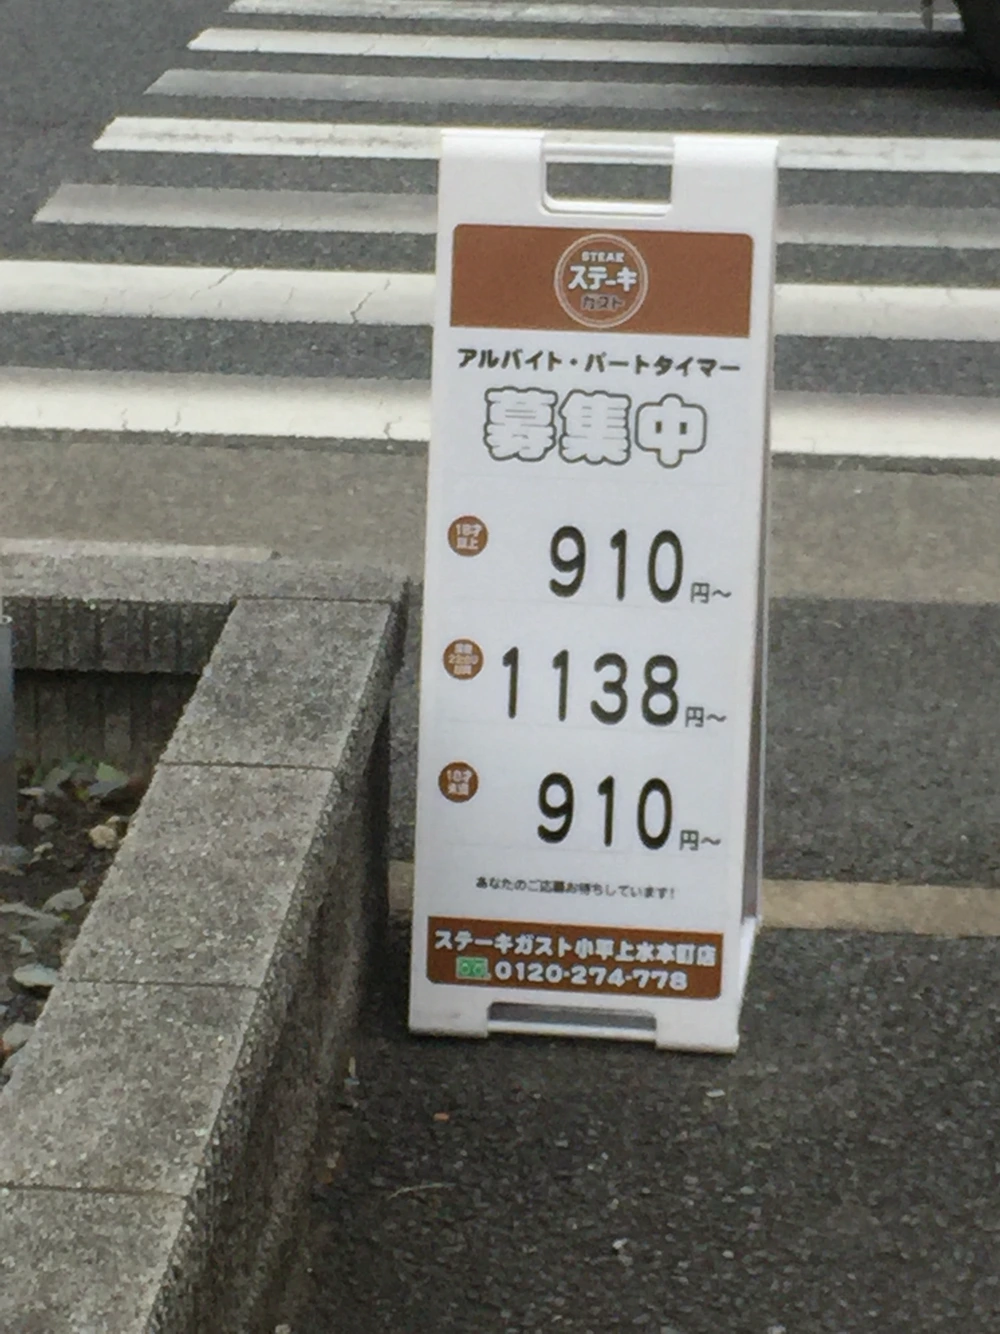 STEAK
ステーキ
ガスト
アルバイト・パートタイマー
募集中
18才
以上
910円〜
22:00
1138円〜
18才
未満
910円〜
あなたのご応募お待ちしています!
ステーキガスト小平上水本町店
0120-274-778